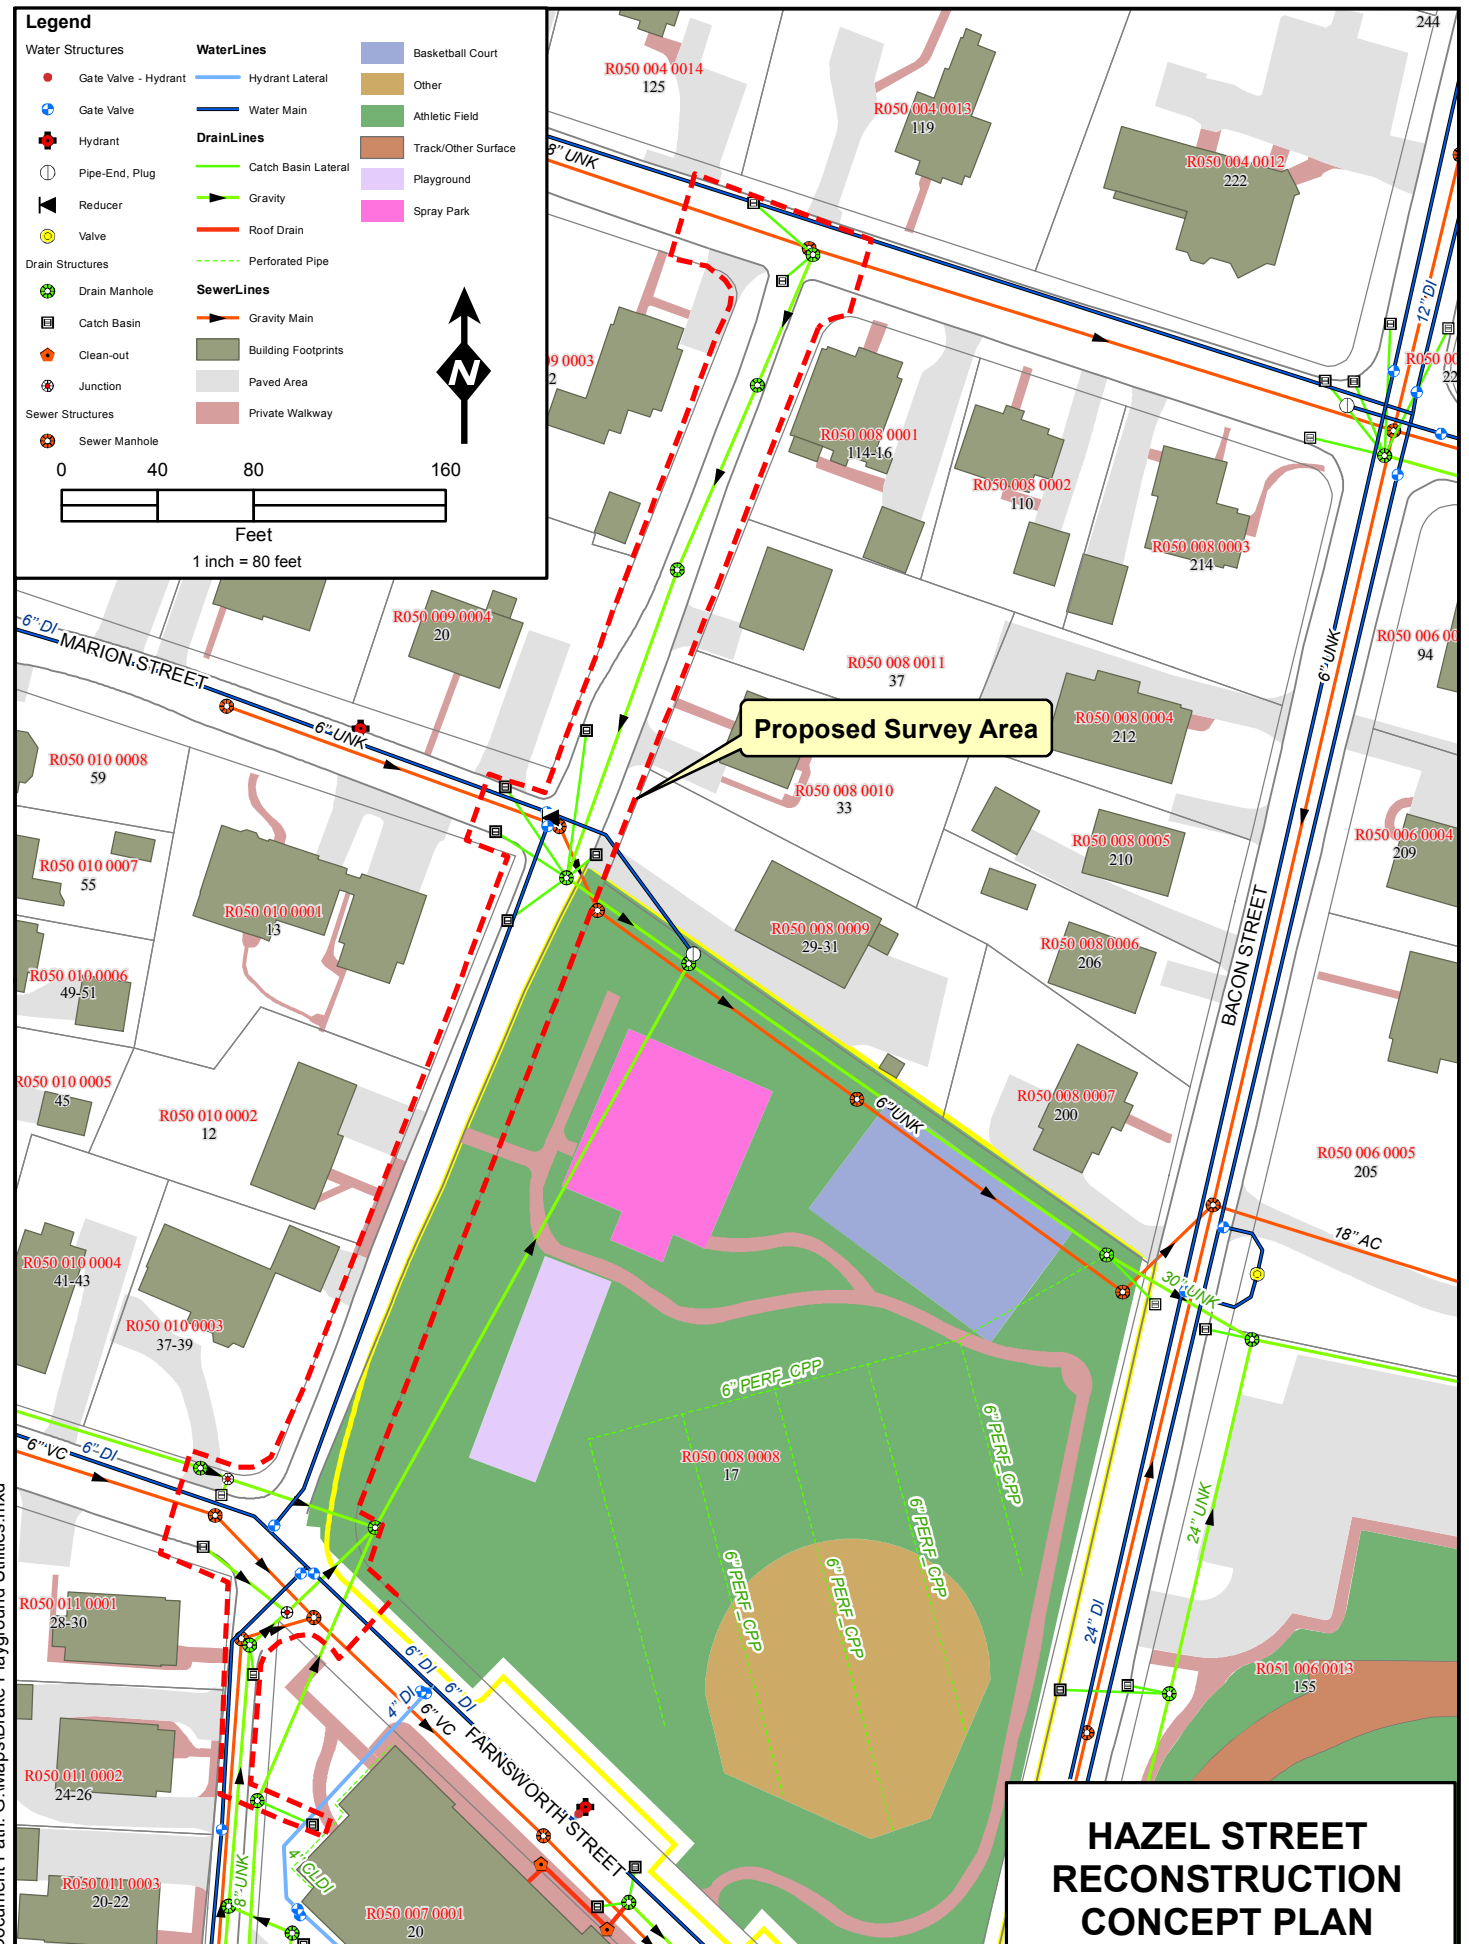 Legend
Water Structures
Gate Valve - Hydrant
Gate Valve
Hydrant
Pipe-End, Plug
Reducer
Valve
Drain Structures
Drain Manhole
Catch Basin
Clean-out
Junction
Sewer Structures
Sewer Manhole
WaterLines
Hydrant Lateral
Water Main
DrainLines
Catch Basin Lateral
Gravity
Roof Drain
Perforated Pipe
SewerLines
Gravity Main
Building Footprints
Paved Area
Private Walkway
Basketball Court
Other
Athletic Field
Track/Other Surface
Playground
Spray Park
N
0 40 80 160
Feet
1 inch = 80 feet
244
R050 004 0014
125
R050 004 0013
119
R050 004 0012
222
8" UNK
12" DI
R050 008 0001
114-16
R050 008 0002
110
R050 008 0003
214
R050 009 0004
20
6" DI
MARION STREET
6" UNK
R050 008 0011
37
6" UNK
94
R050 008 0004
212
Proposed Survey Area
R050 010 0008
59
R050 008 0010
33
R050 008 0005
210
R050 006 0004
209
R050 010 0007
55
R050 010 0001
13
R050 008 0009
29-31
R050 008 0006
206
BACON STREET
R050 010 0006
49-51
R050 010 0005
45
R050 010 0002
12
6" UNK
R050 008 0007
200
R050 006 0005
205
18" AC
R050 010 0004
41-43
R050 010 0003
37-39
30" UNK
6" PERF_CPP
6" PERF_CPP
R050 008 0008
17
6" VC
6" DI
6" PERF_CPP
6" PERF_CPP
6" PERF_CPP
24" UNK
24" DI
R050 011 0001
28-30
6" DI
6" DI
4" DI
6" VC
FARNSWORTH STREET
R051 006 0013
155
R050 011 0002
24-26
4" CLDI
8" UNK
R050 011 0003
20-22
R050 007 0001
20
HAZEL STREET
RECONSTRUCTION
CONCEPT PLAN